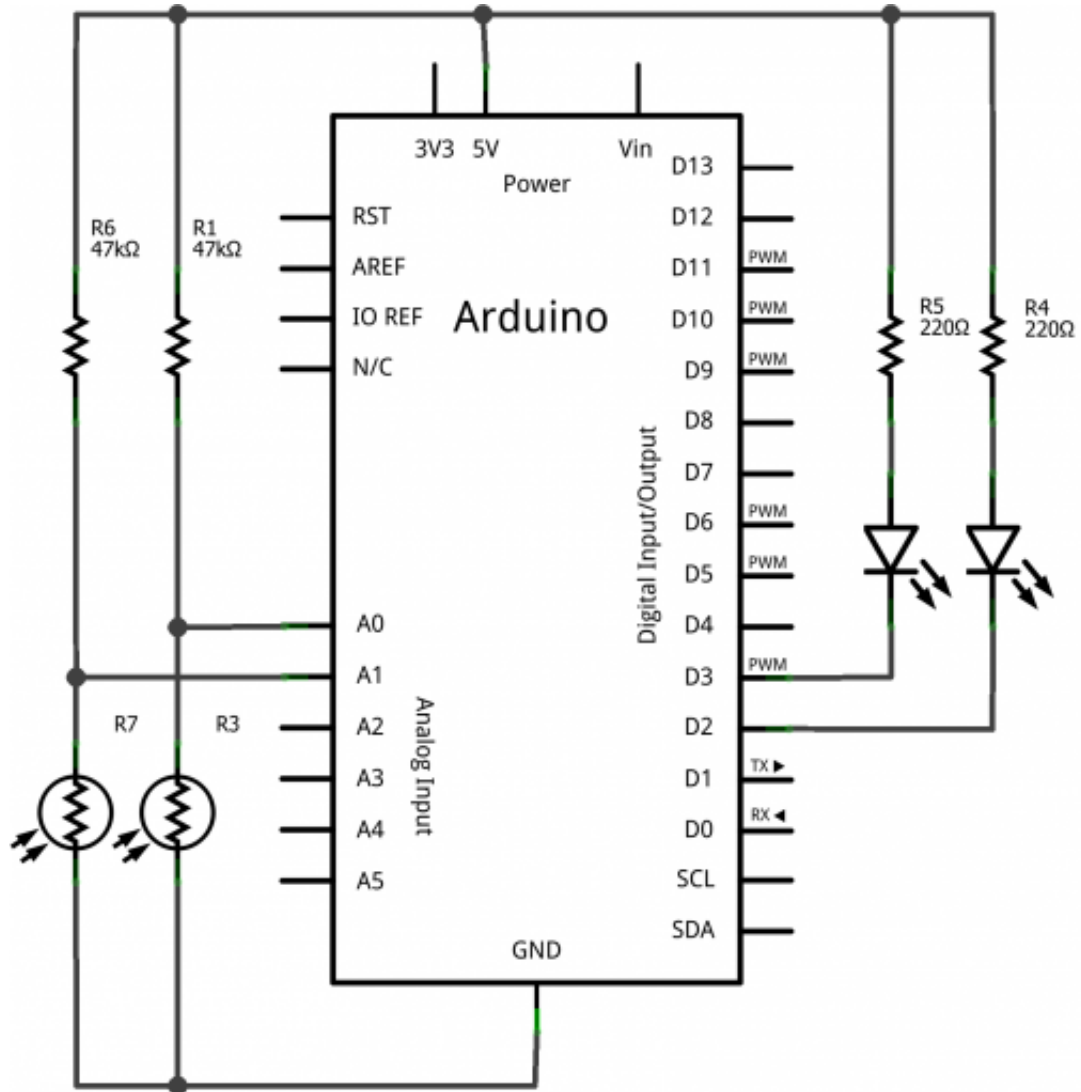 3V3 5V Vin
Power
R6
47kΩ
R1
47kΩ
RST
AREF
IO REF
N/C
Arduino
D13
D12
D11 PWM
D10 PWM
D9 PWM
D8
D7
D6 PWM
D5 PWM
D4
D3 PWM
D2
D1 TX
D0 RX
SCL
SDA
Digital Input/Output
R5
220Ω
R4
220Ω
A0
A1
A2
A3
A4
A5
Analog Input
R7
R3
GND